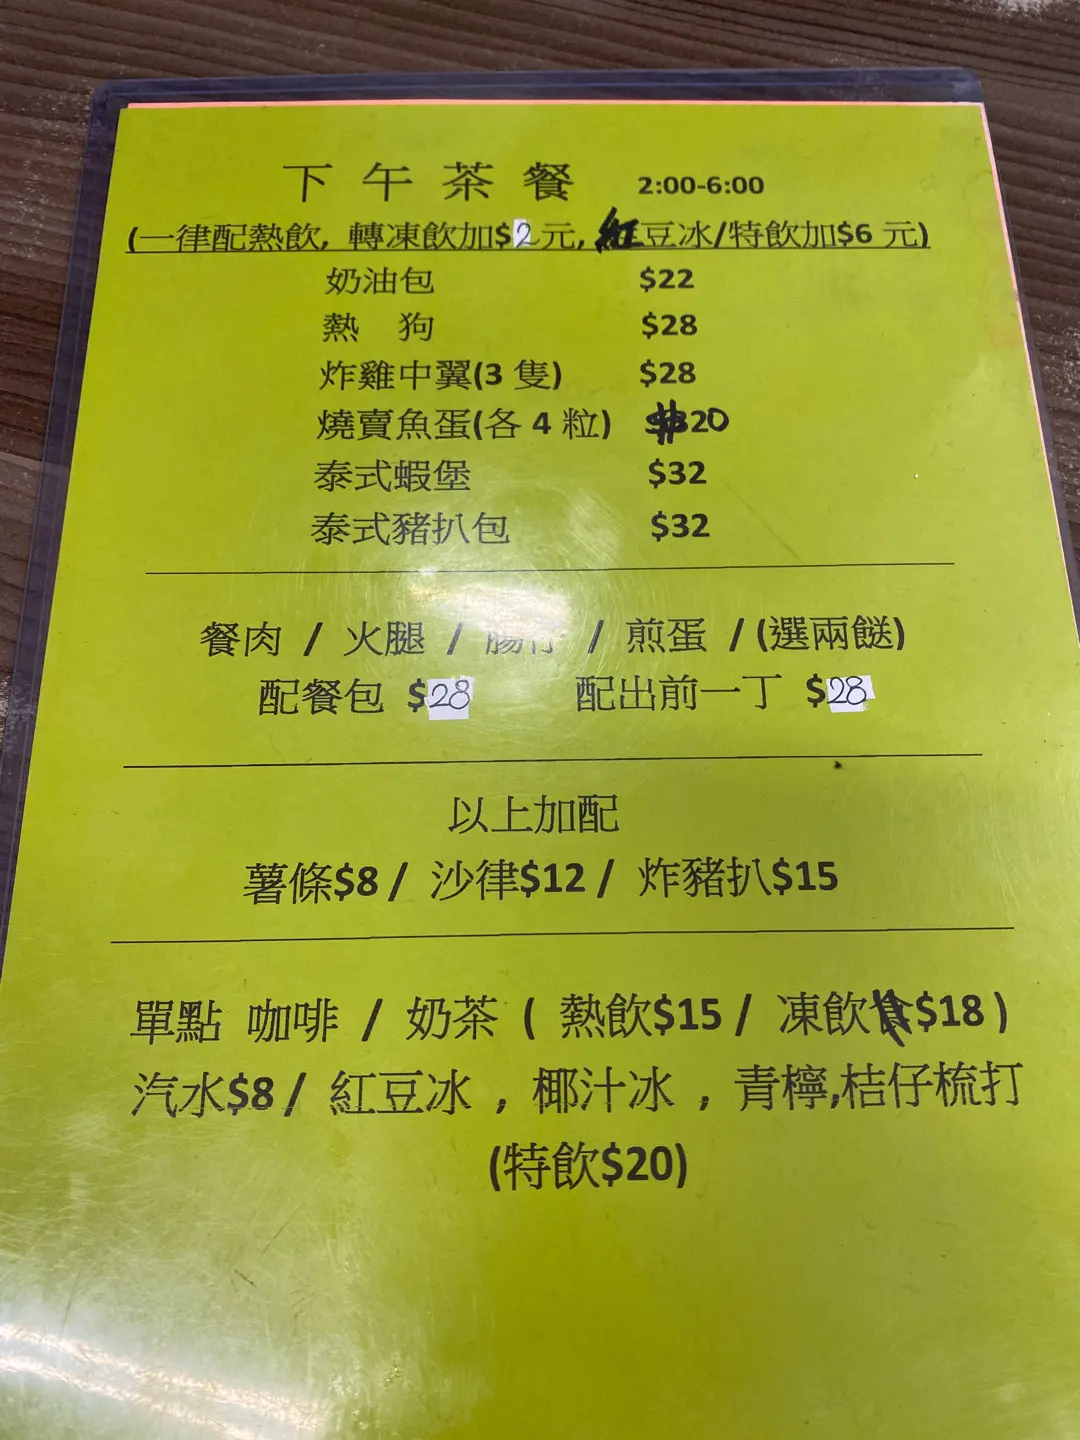 下午茶餐 2:00-6:00
(一律配熱飲, 轉凍飲加$2元, 紅豆冰/特飲加$6 元)
奶油包 $22
熱 狗 $28
炸雞中翼(3 隻) $28
燒賣魚蛋(各 4 粒) $20
泰式蝦堡 $32
泰式豬扒包 $32
餐肉 / 火腿 / 腸仔 / 煎蛋 / (選兩餸)
配餐包 $28 配出前一丁 $28
以上加配
薯條$8 / 沙律$12 / 炸豬扒$15
單點 咖啡 / 奶茶 ( 熱飲$15 / 凍飲$18 )
汽水$8 / 紅豆冰 , 椰汁冰 , 青檸,桔仔梳打
(特飲$20)